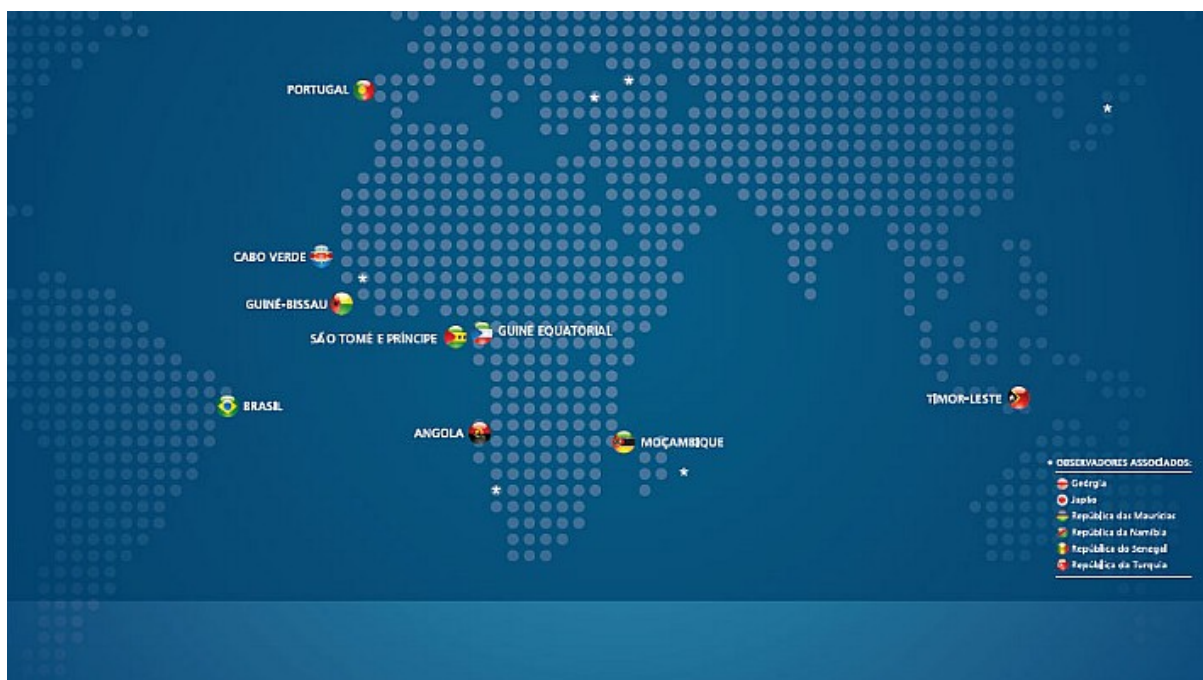 PORTUGAL
CABO VERDE
GUINÉ-BISSAU
SÃO TOMÉ E PRÍNCIPE
GUINÉ EQUATORIAL
BRASIL
TIMOR-LESTE
ANGOLA
MOÇAMBIQUE
* OBSERVADORES ASSOCIADOS:
Geórgia
Japão
República das Maurícias
República da Namíbia
República do Senegal
República da Turquia